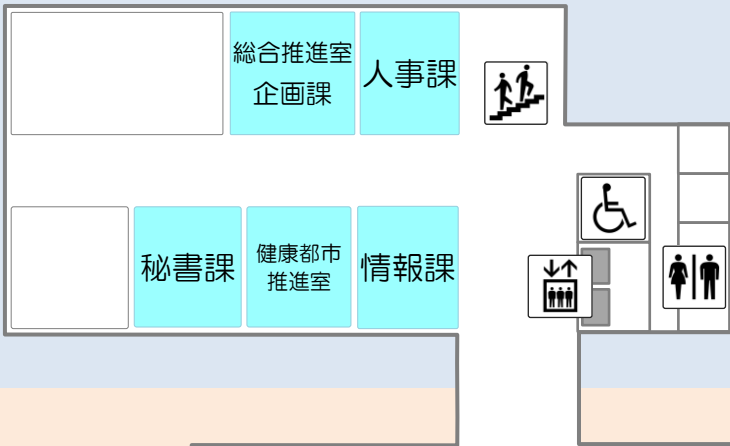 総合推進室
企画課
人事課
秘書課
健康都市
推進室
情報課